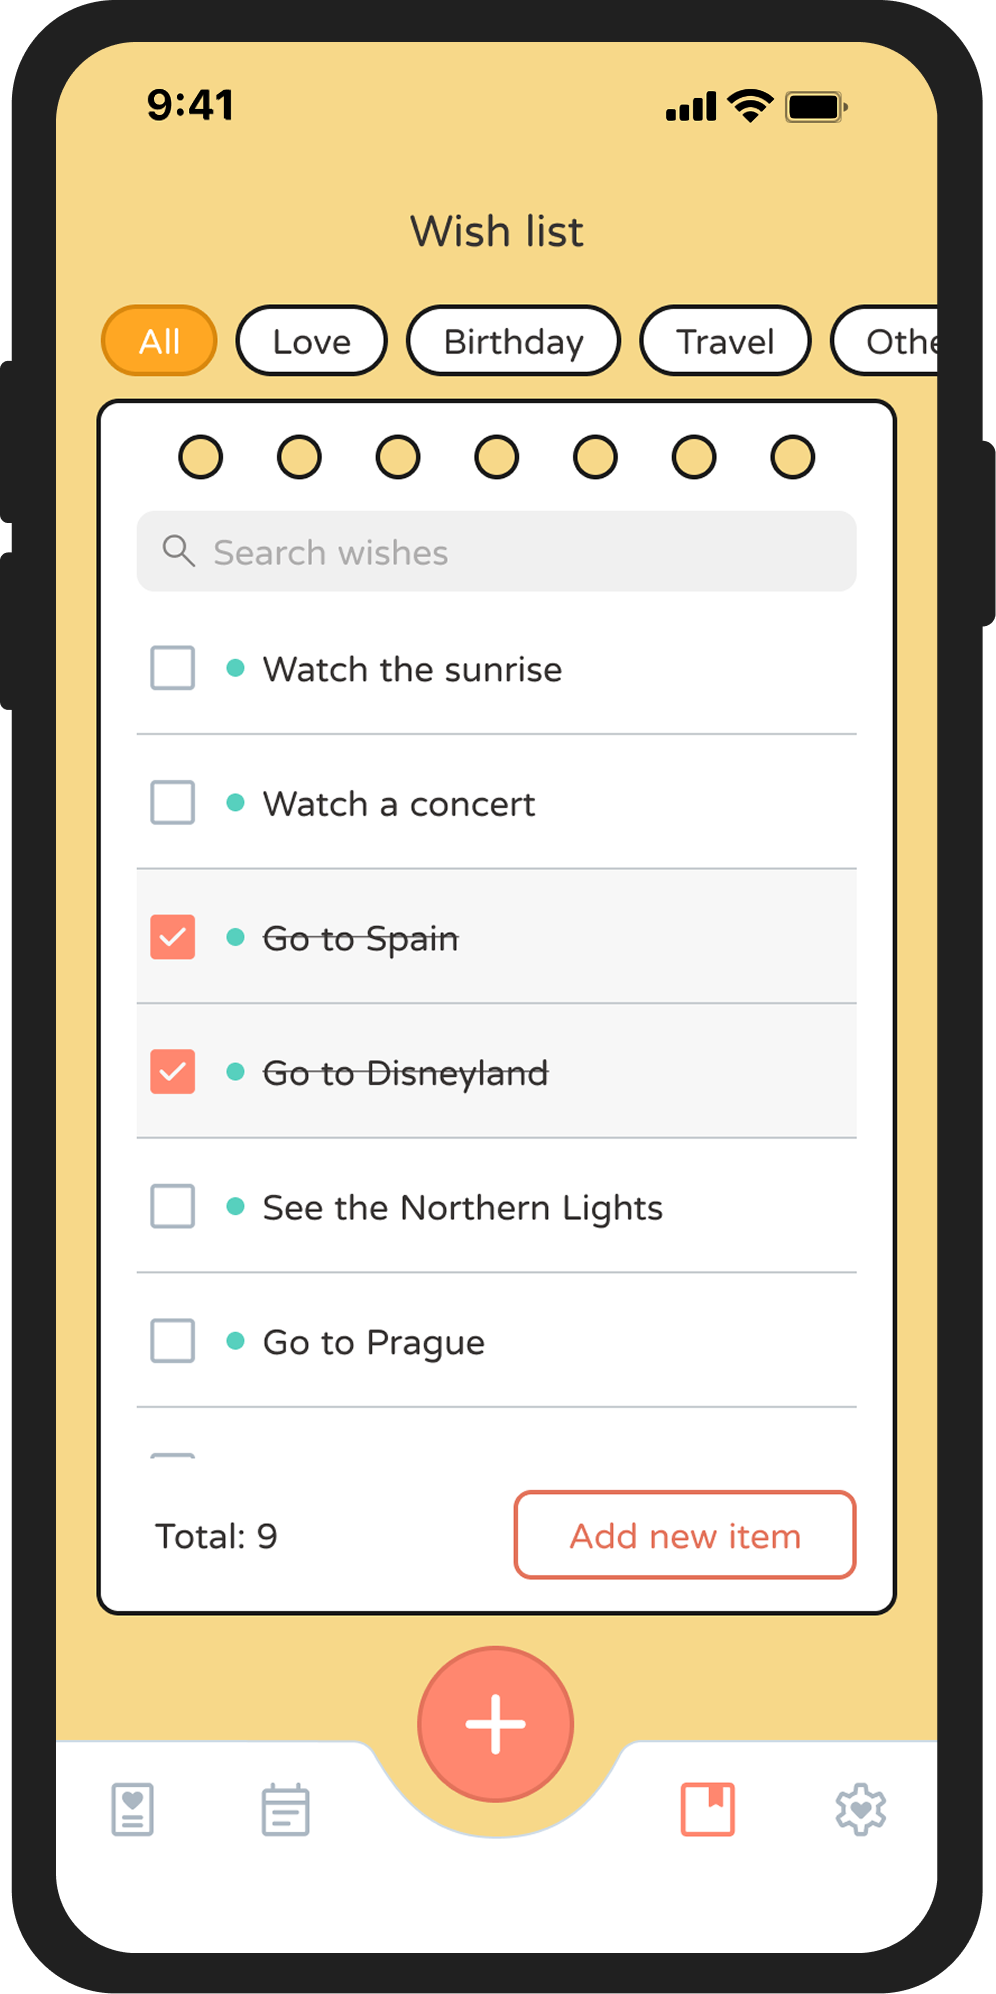 9:41
Wish list
All
Love
Birthday
Travel
Othe
Search wishes
Watch the sunrise
Watch a concert
Go to Spain
Go to Disneyland
See the Northern Lights
Go to Prague
Total: 9
Add new item